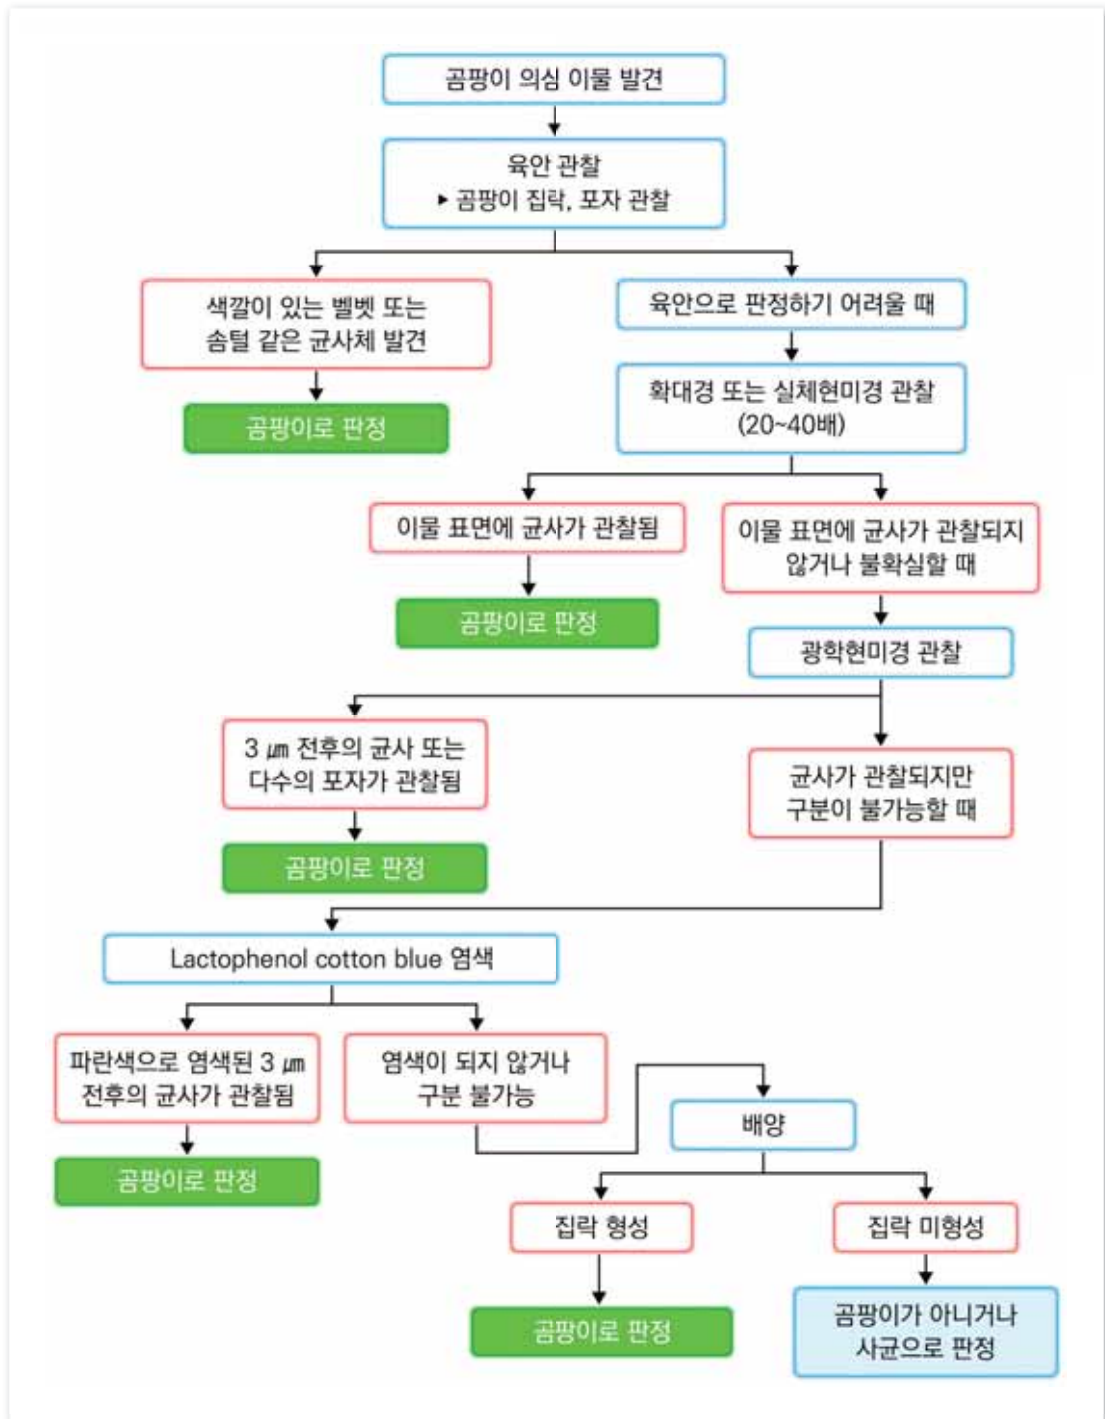 곰팡이 의심 이물 발견
육안 관찰
▶ 곰팡이 집락, 포자 관찰
색깔이 있는 벨벳 또는
솜털 같은 균사체 발견
곰팡이로 판정
육안으로 판정하기 어려울 때
확대경 또는 실체현미경 관찰
(20~40배)
이물 표면에 균사가 관찰됨
곰팡이로 판정
이물 표면에 균사가 관찰되지
않거나 불확실할 때
광학현미경 관찰
3 ㎛ 전후의 균사 또는
다수의 포자가 관찰됨
곰팡이로 판정
균사가 관찰되지만
구분이 불가능할 때
Lactophenol cotton blue 염색
파란색으로 염색된 3 ㎛
전후의 균사가 관찰됨
곰팡이로 판정
염색이 되지 않거나
구분 불가능
배양
집락 형성
곰팡이로 판정
집락 미형성
곰팡이가 아니거나
사균으로 판정